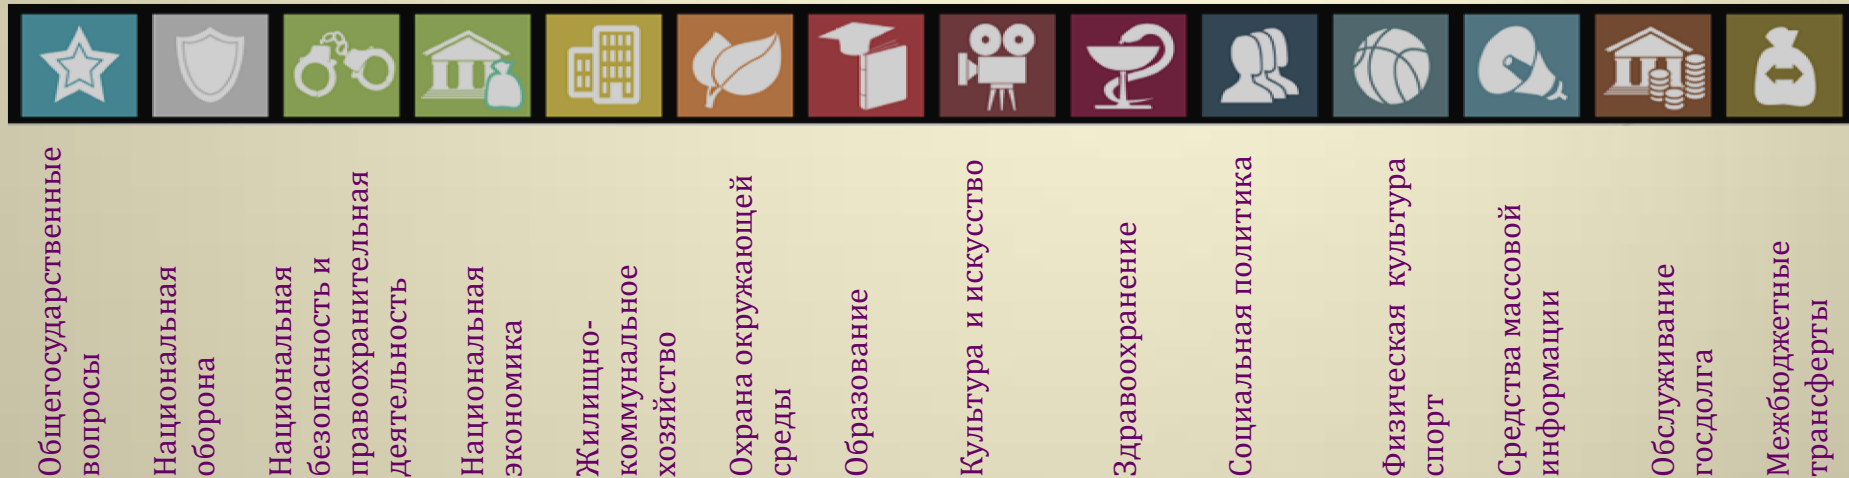 Общегосударственные
вопросы
Национальная
оборона
Национальная
безопасность и
правоохранительная
деятельность
Национальная
экономика
Жилищно-
коммунальное
хозяйство
Охрана окружающей
среды
Образование
Культура и искусство
Здравоохранение
Социальная политика
Физическая культура
спорт
Средства массовой
информации
Обслуживание
госдолга
Межбюджетные
трансферты